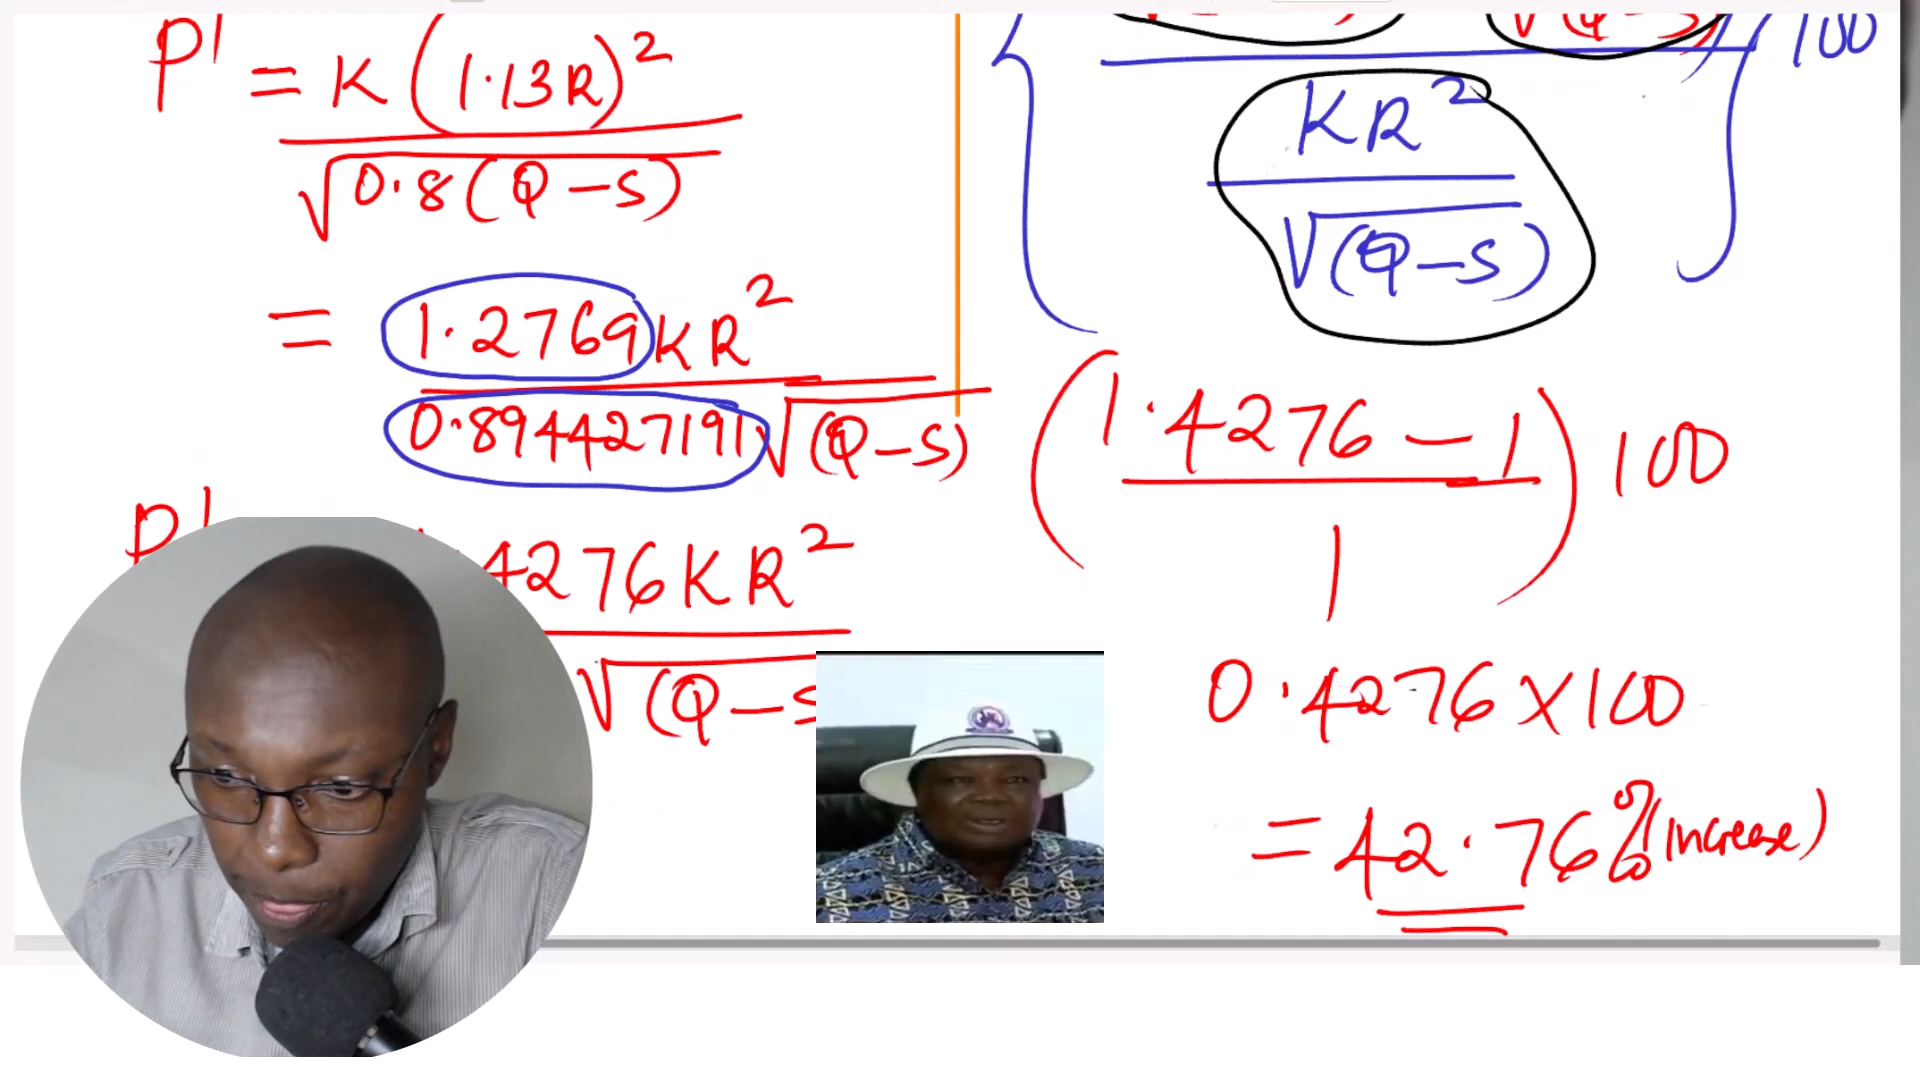 P'
= K (1.13R)²
√0.8(Q-S)
= 1.2769KR²
0.894427191√(Q-S)
P'
4276KR²
√(Q-S
100
KR²
√(Q-S)
(1.4276-1) 100
1
0.4276×100
= 42.76% (increase)